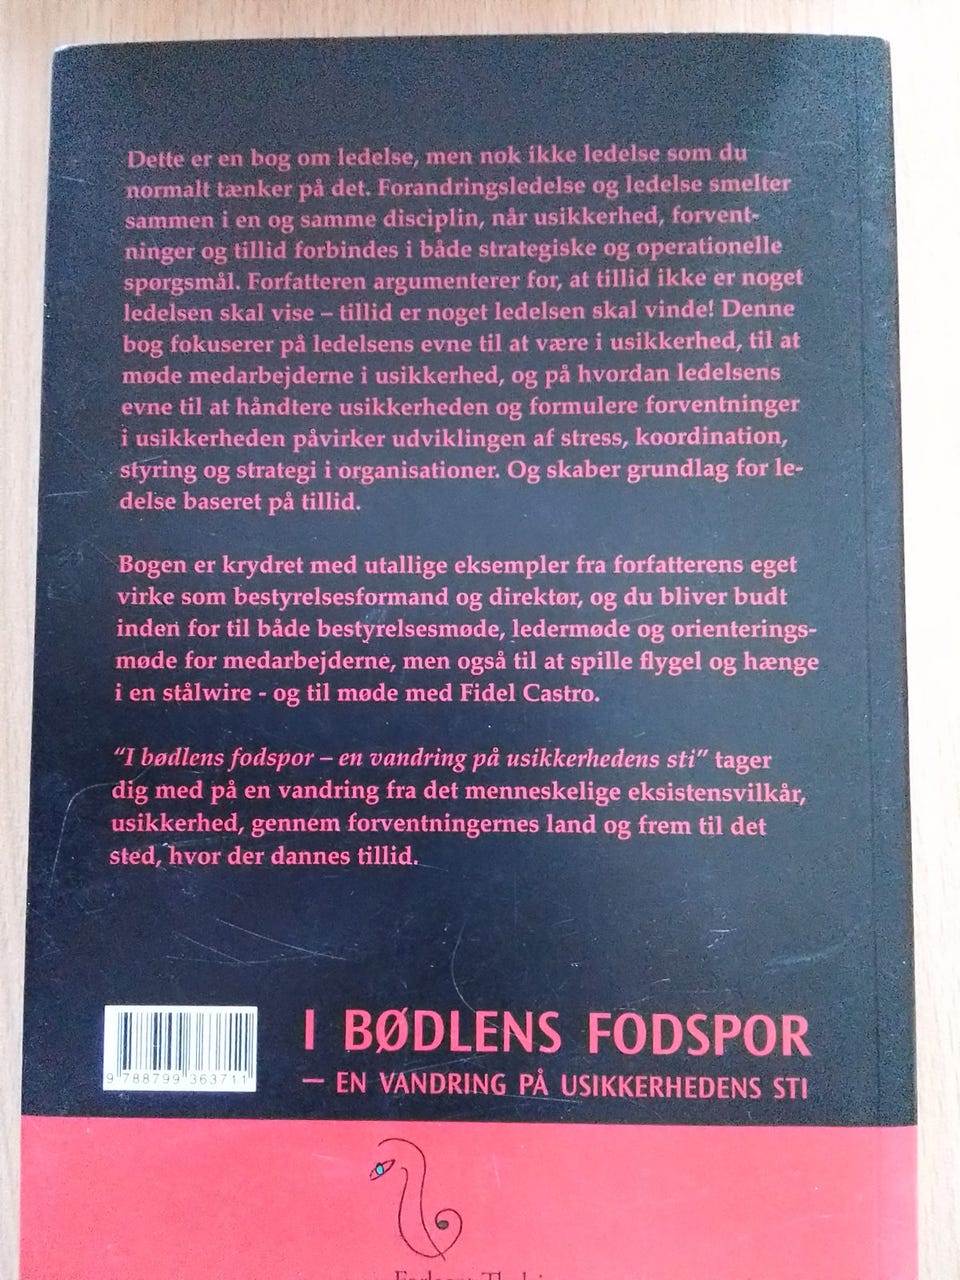 Dette er en bog om ledelse, men nok ikke ledelse som du
normalt tænker på det. Forandringsledelse og ledelse smelter
sammen i en og samme disciplin, når usikkerhed, forvent-
ninger og tillid forbindes i både strategiske og operationelle
spørgsmål. Forfatteren argumenterer for, at tillid ikke er noget
ledelsen skal vise – tillid er noget ledelsen skal vinde! Denne
bog fokuserer på ledelsens evne til at være i usikkerhed, til at
møde medarbejderne i usikkerhed, og på hvordan ledelsens
evne til at håndtere usikkerheden og formulere forventninger
i usikkerheden påvirker udviklingen af stress, koordination,
styring og strategi i organisationer. Og skaber grundlag for le-
delse baseret på tillid.
Bogen er krydret med utallige eksempler fra forfatterens eget
virke som bestyrelsesformand og direktør, og du bliver budt
inden for til både bestyrelsesmøde, ledermøde og orienterings-
møde for medarbejderne, men også til at spille flygel og hænge
i en stålwire - og til møde med Fidel Castro.
"I bødlens fodspor – en vandring på usikkerhedens sti" tager
dig med på en vandring fra det menneskelige eksistensvilkår,
usikkerhed, gennem forventningernes land og frem til det
sted, hvor der dannes tillid.
I BØDLENS FODSPOR
— EN VANDRING PÅ USIKKERHEDENS STI
9 788799 363711